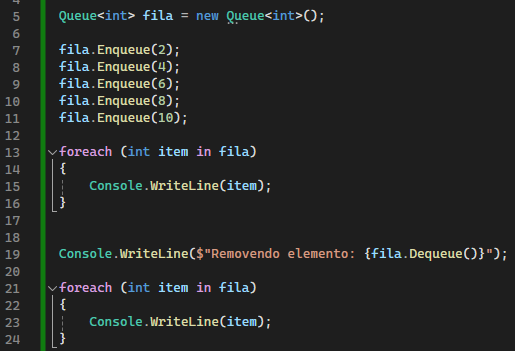 4
5 Queue<int> fila = new Queue<int>();
6
7 fila.Enqueue(2);
8 fila.Enqueue(4);
9 fila.Enqueue(6);
10 fila.Enqueue(8);
11 fila.Enqueue(10);
12
13 foreach (int item in fila)
14 {
15 Console.WriteLine(item);
16 }
17
18
19 Console.WriteLine($"Removendo elemento: {fila.Dequeue()}");
20
21 foreach (int item in fila)
22 {
23 Console.WriteLine(item);
24 }